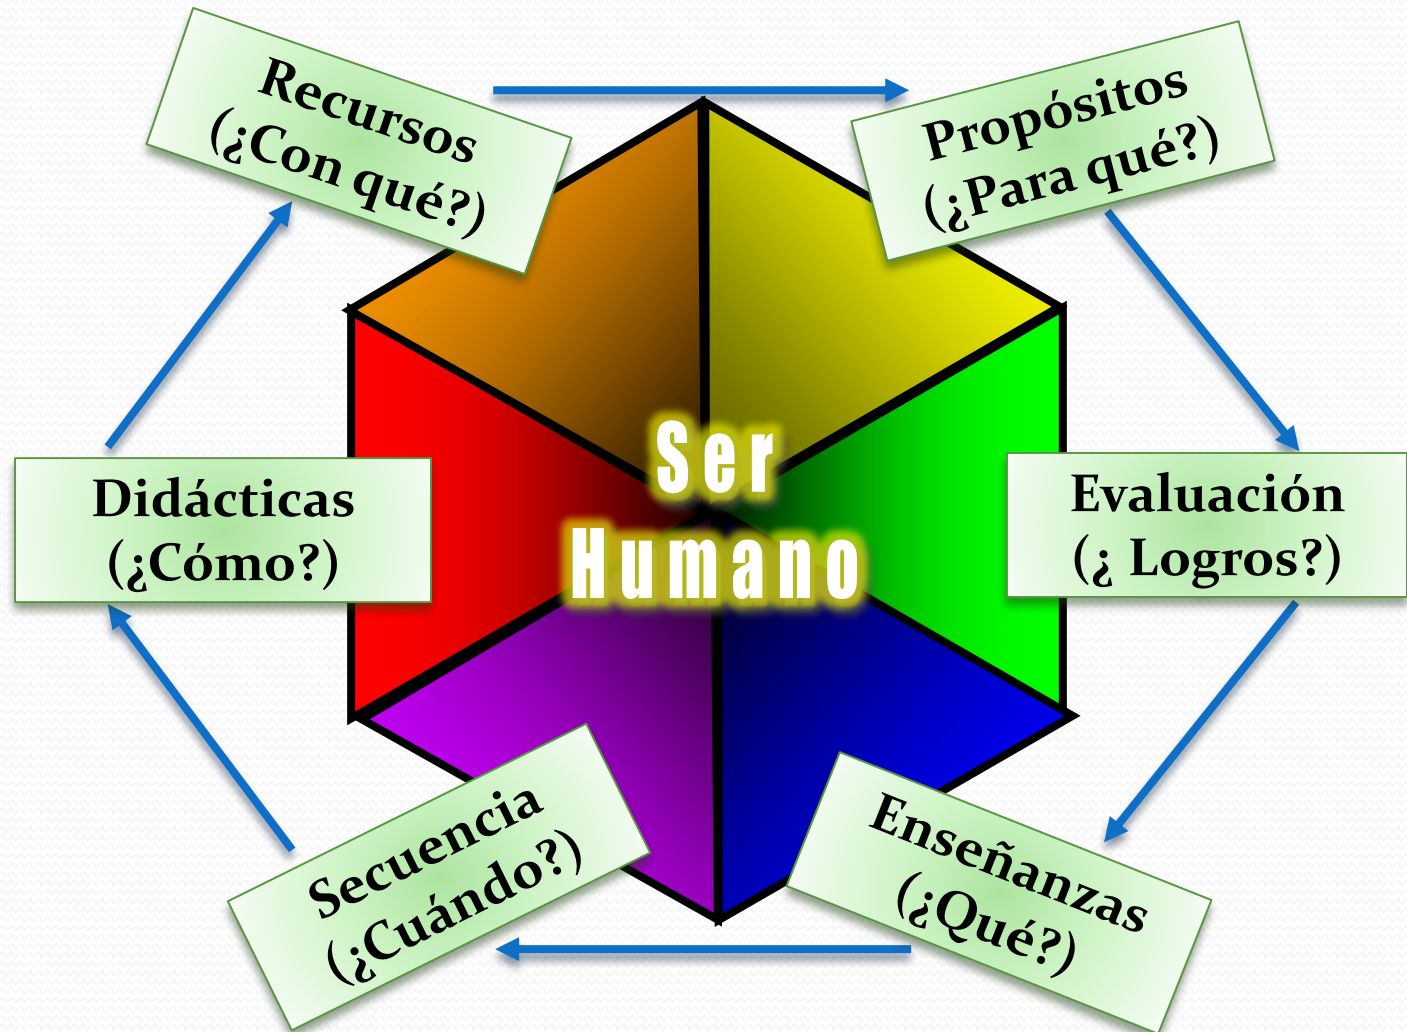 Recursos
(¿Con qué?)
Propósitos
(¿Para qué?)
Ser
Humano
Didácticas
(¿Cómo?)
Evaluación
(¿ Logros?)
Secuencia
(¿Cuándo?)
Enseñanzas
(¿Qué?)